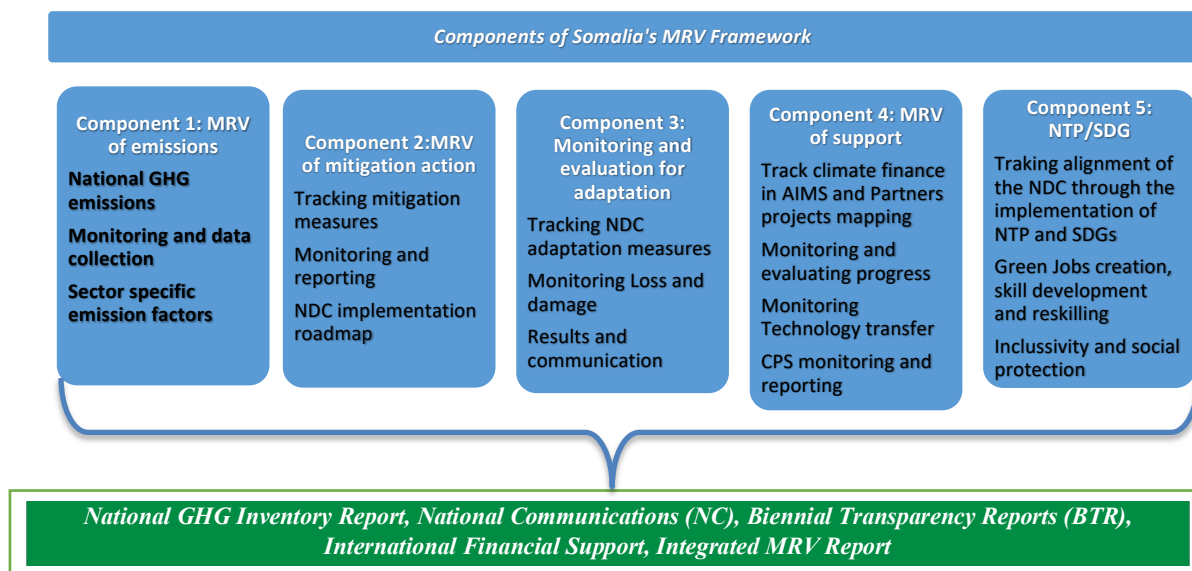 Components of Somalia's MRV Framework
Component 1: MRV
of emissions
National GHG
emissions
Monitoring and data
collection
Sector specific
emission factors
Component 2:MRV
of mitigation action
Tracking mitigation
measures
Monitoring and
reporting
NDC implementation
roadmap
Component 3:
Monitoring and
evaluation for
adaptation
Tracking NDC
adaptation measures
Monitoring Loss and
damage
Results and
communication
Component 4: MRV
of support
Track climate finance
in AIMS and Partners
projects mapping
Monitoring and
evaluating progress
Monitoring
Technology transfer
CPS monitoring and
reporting
Component 5:
NTP/SDG
Traking alignment of
the NDC through the
implementation of
NTP and SDGs
Green Jobs creation,
skill development
and reskilling
Inclussivity and social
protection
National GHG Inventory Report, National Communications (NC), Biennial Transparency Reports (BTR),
International Financial Support, Integrated MRV Report